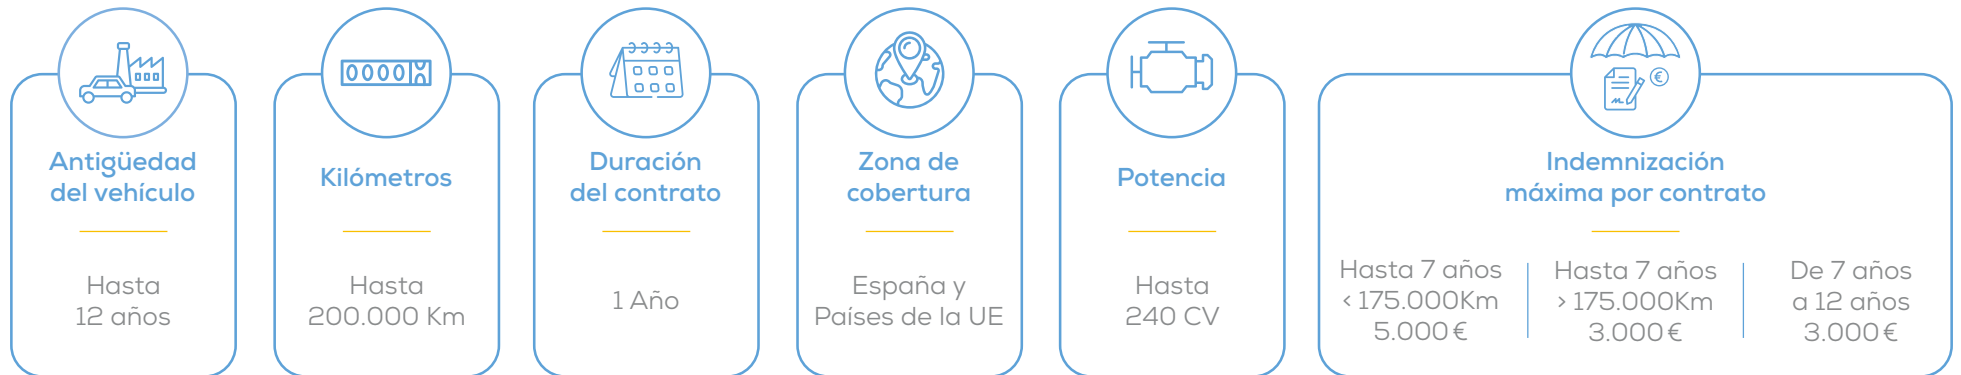 Antigüedad
del vehículo
Hasta
12 años
Kilómetros
Hasta
200.000 Km
Duración
del contrato
1 Año
Zona de
cobertura
España y
Países de la UE
Potencia
Hasta
240 CV
Indemnización
máxima por contrato
Hasta 7 años
< 175.000Km
5.000 €
Hasta 7 años
> 175.000Km
3.000 €
De 7 años
a 12 años
3.000 €